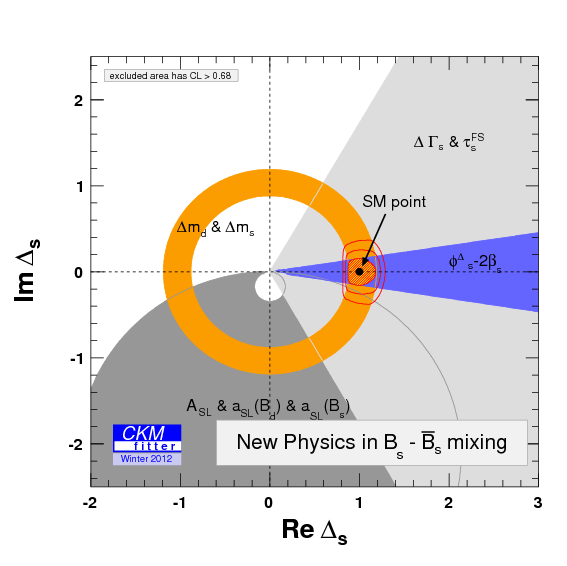 excluded area has CL > 0.68
Δ Γs & τsFS
SM point
Δmd & Δms
ϕΔs-2βs
ASL & aSL(Bd) & aSL(Bs)
CKM
fitter
Winter 2012
New Physics in Bs - B̅s mixing
2
1
0
-1
-2
Im Δs
-2 -1 0 1 2 3
Re Δs